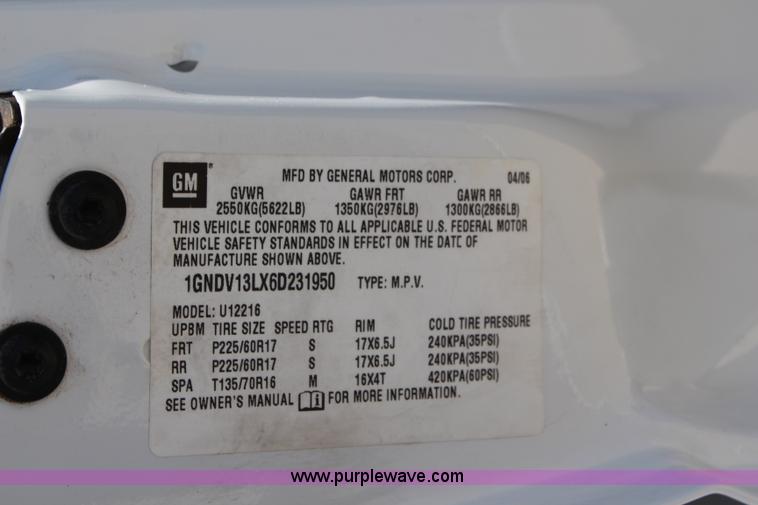 GM
MFD BY GENERAL MOTORS CORP. 04/06
GVWR GAWR FRT GAWR RR
2550KG(5622LB) 1350KG(2976LB) 1300KG(2866LB)
THIS VEHICLE CONFORMS TO ALL APPLICABLE U.S. FEDERAL MOTOR
VEHICLE SAFETY STANDARDS IN EFFECT ON THE DATE OF
MANUFACTURE SHOWN ABOVE.
1GNDV13LX6D231950 TYPE: M.P.V.
MODEL: U12216
UPBM TIRE SIZE SPEED RTG RIM COLD TIRE PRESSURE
FRT P225/60R17 S 17X6.5J 240KPA(35PSI)
RR P225/60R17 S 17X6.5J 240KPA(35PSI)
SPA T135/70R16 M 16X4T 420KPA(60PSI)
SEE OWNER'S MANUAL FOR MORE INFORMATION.
www.purplewave.com